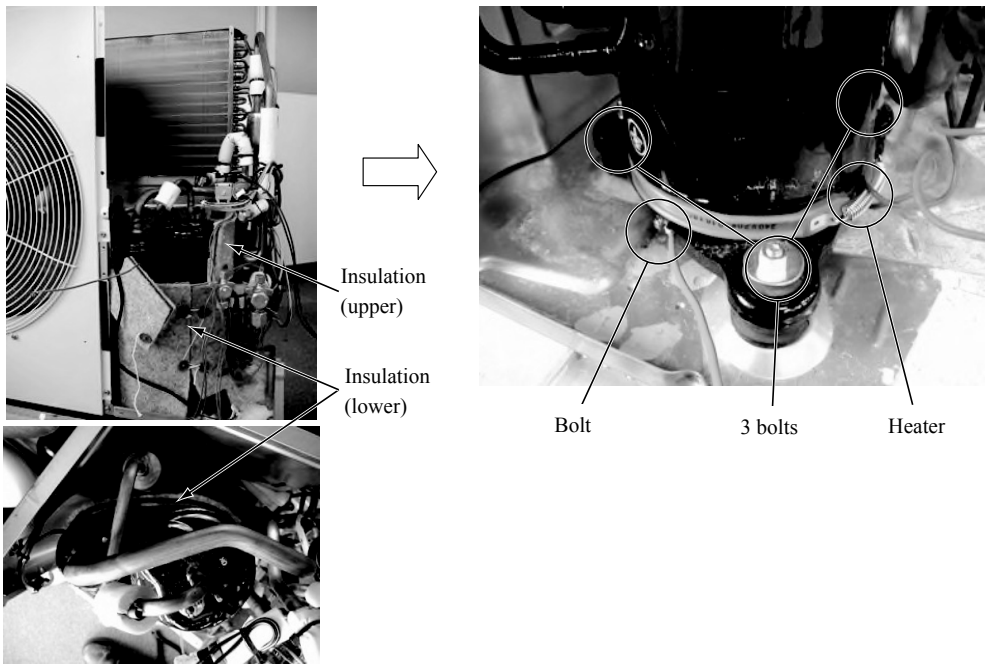 Insulation
(upper)
Insulation
(lower)
Bolt
3 bolts
Heater